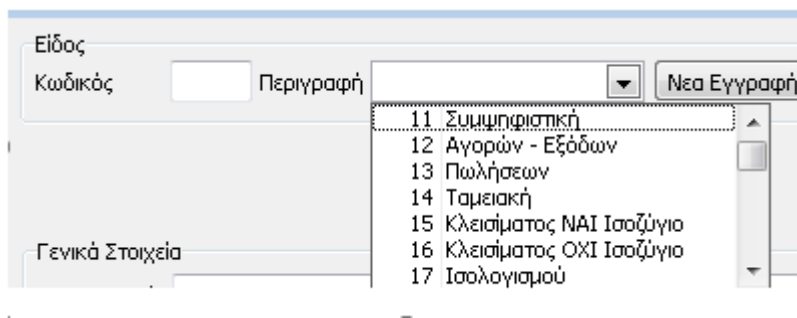 Είδος
Κωδικός Περιγραφή Νεα Εγγραφή
11 Συμψηφιστική
12 Αγορών - Εξόδων
13 Πωλήσεων
14 Ταμειακή
15 Κλεισίματος ΝΑΙ Ισοζύγιο
16 Κλεισίματος ΟΧΙ Ισοζύγιο
Γενικά Στοιχεία
17 Ισολογισμού